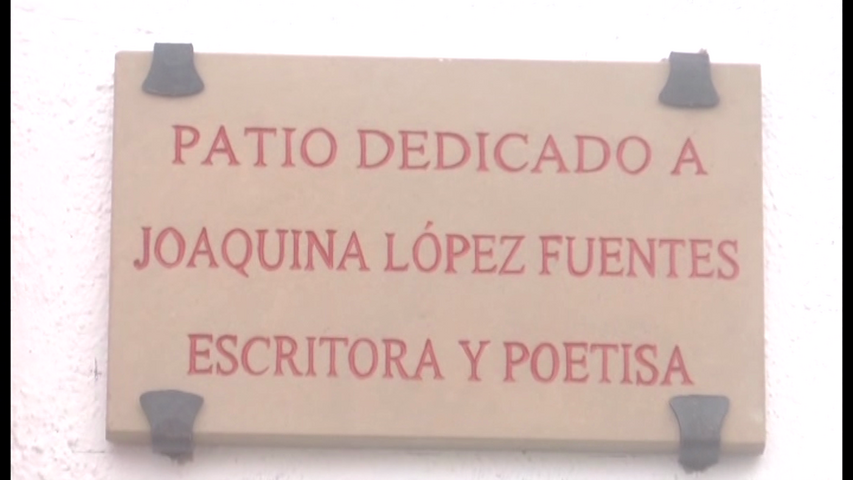 PATIO DEDICADO A
JOAQUINA LÓPEZ FUENTES
ESCRITORA Y POETISA